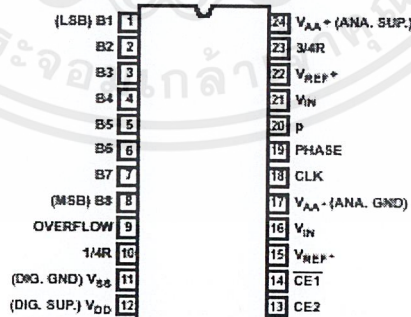 (LSB) B1 1
B2 2
B3 3
B4 4
B5 5
B6 6
B7 7
(MSB) B8 8
OVERFLOW 9
1/4R 10
(DIG. GND) VSS 11
(DIG. SUP.) VDD 12
24 VAA+ (ANA. SUP.)
23 3/4R
22 VREF+
21 VIN
20 p
19 PHASE
18 CLK
17 VAA- (ANA. GND)
16 VIN
15 VREF-
14 CE1
13 CE2